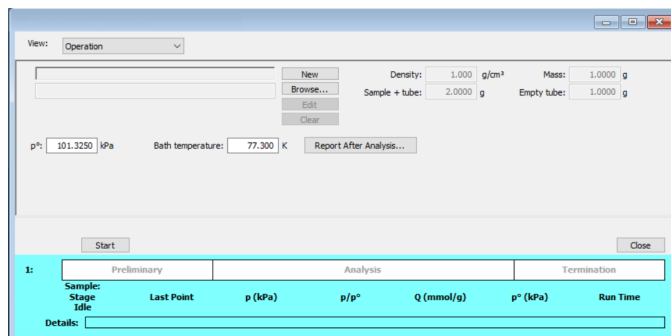 View: Operation
New Density: 1.000 g/cm³ Mass: 1.0000 g
Browse... Sample + tube: 2.0000 g Empty tube: 1.0000 g
Edit
Clear
p°: 101.3250 kPa Bath temperature: 77.300 K Report After Analysis...
Start Close
1: Preliminary Analysis Termination
Sample:
Stage Last Point p (kPa) p/p° Q (mmol/g) p° (kPa) Run Time
Idle
Details: